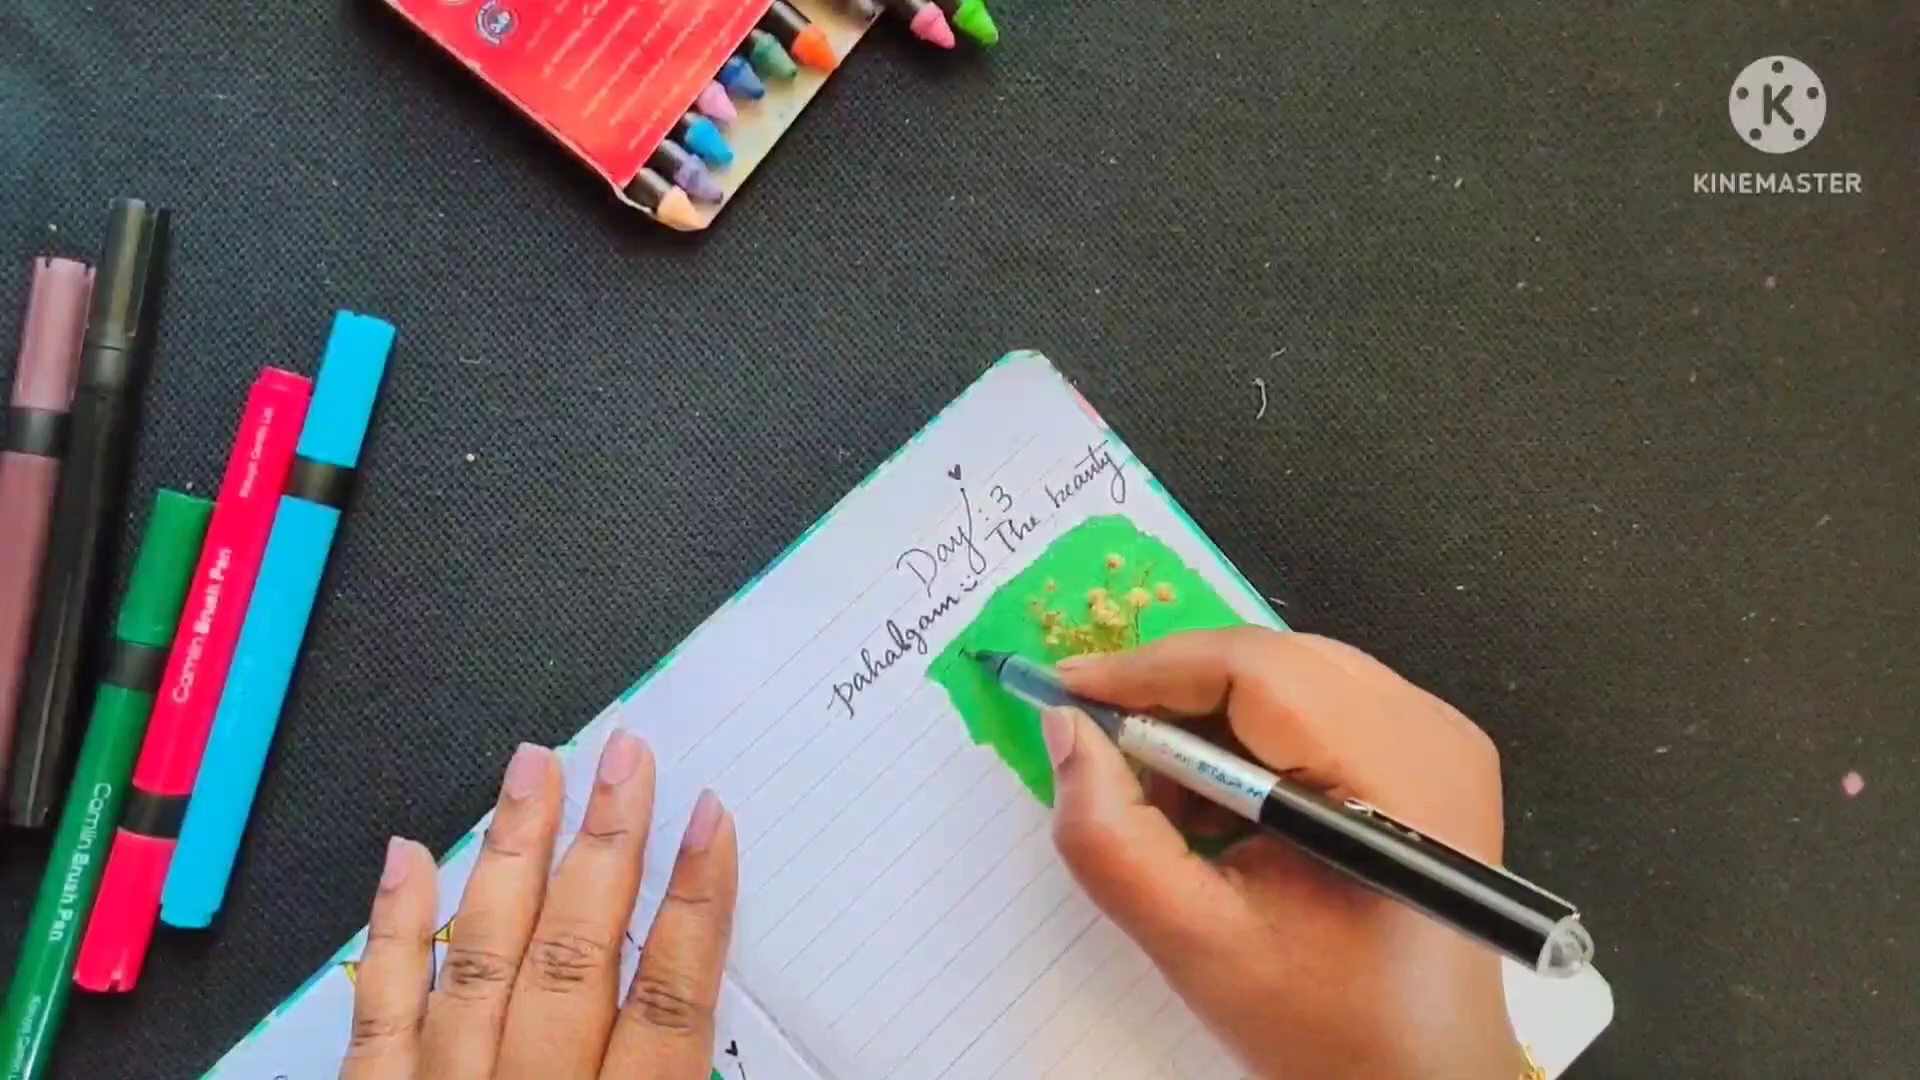 KINEMASTER
Day : 3
The beauty
pahalgam
Camlin Brush Pen
Camlin Brush Pen